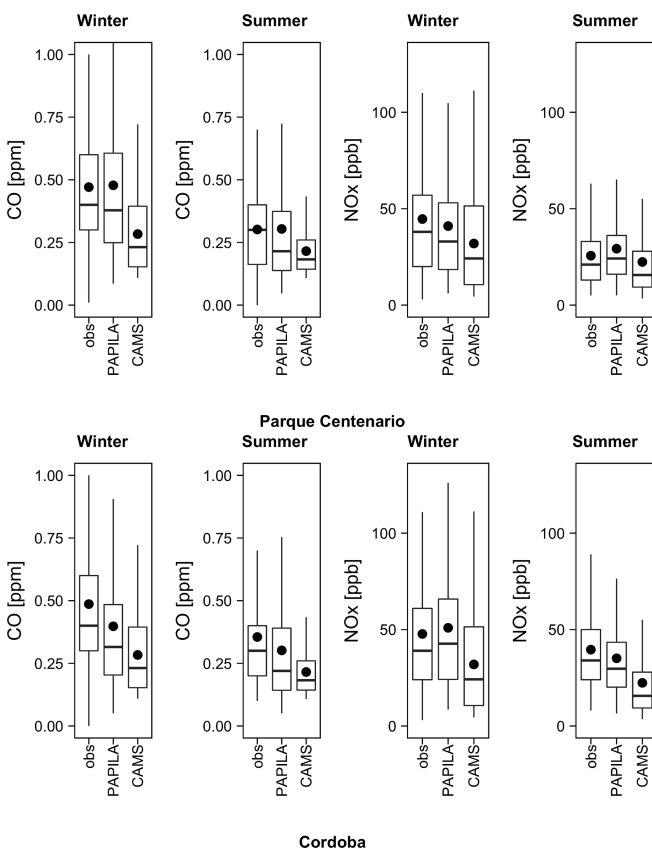 Winter Summer Winter Summer
CO [ppm] 1.00 0.75 0.50 0.25 0.00 obs PAPILA CAMS
CO [ppm] 1.00 0.75 0.50 0.25 0.00 obs PAPILA CAMS
NOx [ppb] 100 50 0 obs PAPILA CAMS
100 50 0 obs PAPILA CAMS
Parque Centenario
Winter Summer Winter Summer
CO [ppm] 1.00 0.75 0.50 0.25 0.00 obs PAPILA CAMS
CO [ppm] 1.00 0.75 0.50 0.25 0.00 obs PAPILA CAMS
NOx [ppb] 100 50 0 obs PAPILA CAMS
NOx [ppb] 100 50 0 obs PAPILA CAMS
Cordoba